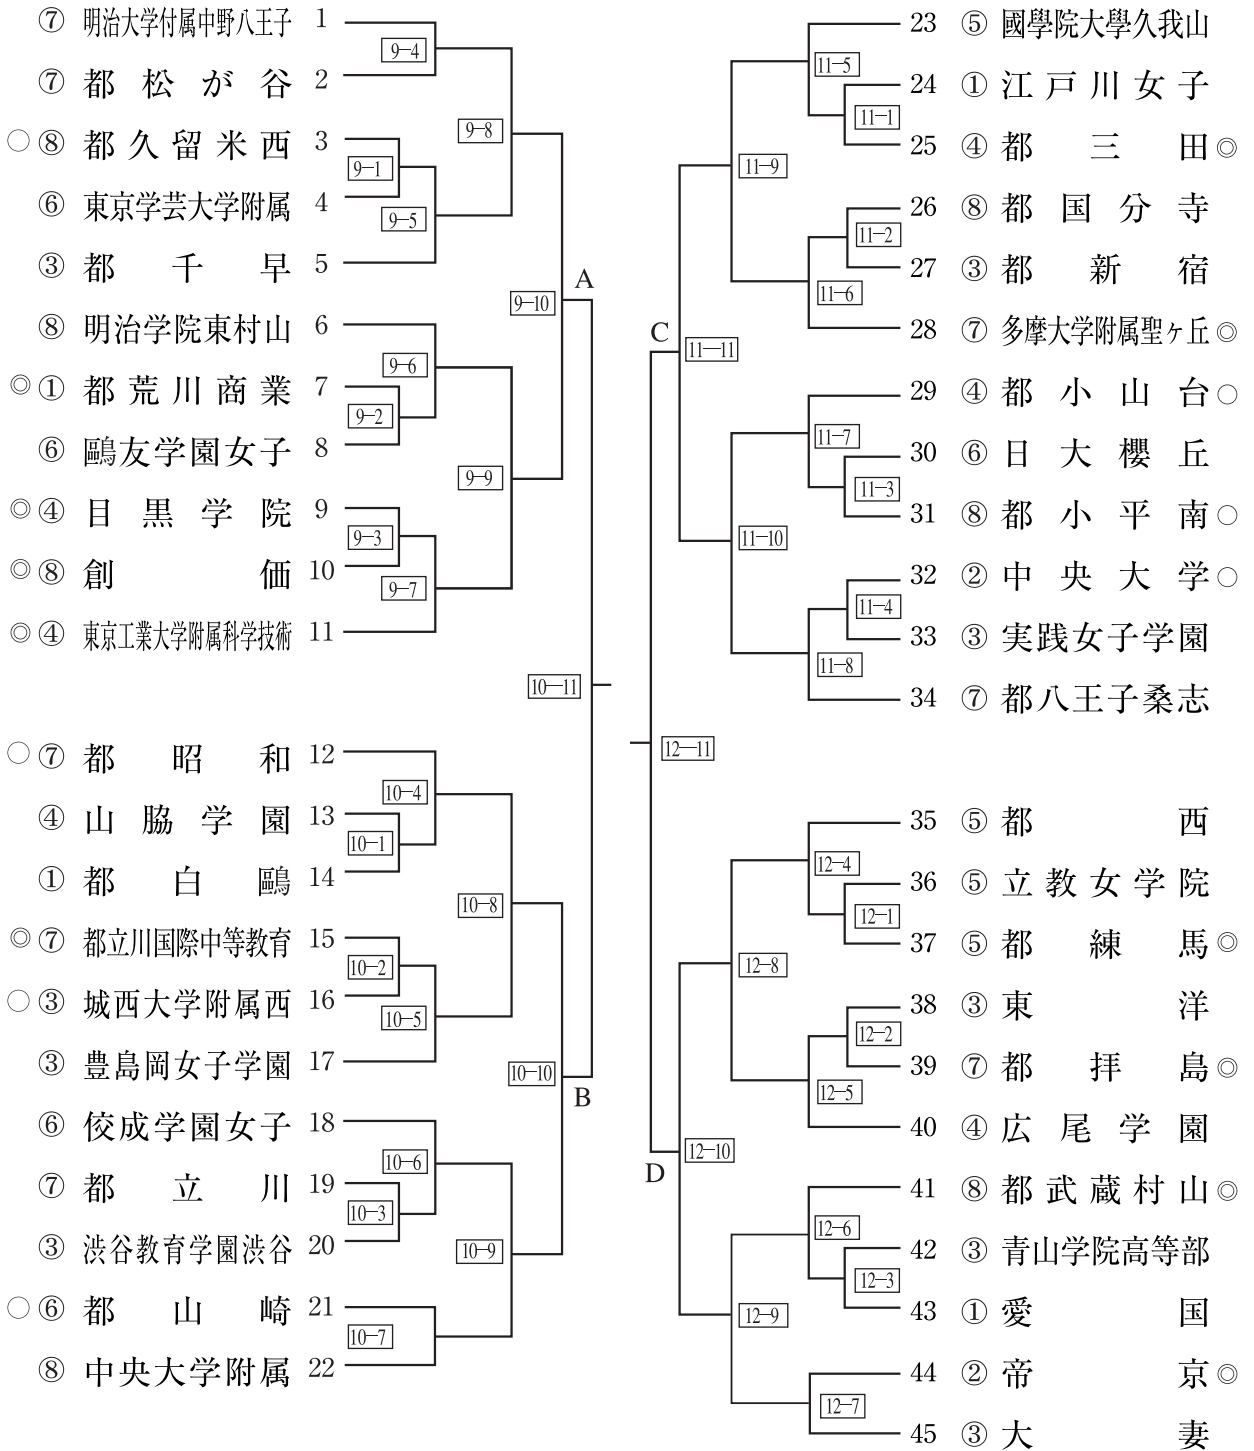 ⑦ 明治大学付属中野八王子 1
9-4
⑦ 都松が谷 2
9-8
○ ⑧ 都久留米西 3
9-1
⑥ 東京学芸大学附属 4
9-5
③ 都千早 5
A
9-10
⑧ 明治学院東村山 6
9-6
◎ ① 都荒川商業 7
9-2
⑥ 鷗友学園女子 8
9-9
◎ ④ 目黒学院 9
9-3
◎ ⑧ 創価 10
9-7
◎ ④ 東京工業大学附属科学技術 11
10-11
○ ⑦ 都昭和 12
10-4
④ 山脇学園 13
10-1
① 都白鷗 14
10-8
◎ ⑦ 都立川国際中等教育 15
10-2
○ ③ 城西大学附属西 16
10-5
③ 豊島岡女子学園 17
10-10
B
⑥ 佼成学園女子 18
10-6
⑦ 都立川 19
10-3
③ 渋谷教育学園渋谷 20
10-9
○ ⑥ 都山崎 21
10-7
⑧ 中央大学附属 22
23 ⑤ 國學院大學久我山
11-5
24 ① 江戸川女子
11-1
25 ④ 都三田 ◎
11-9
26 ⑧ 都国分寺
11-2
27 ③ 都新宿
11-6
28 ⑦ 多摩大学附属聖ヶ丘 ◎
C
11-11
29 ④ 都小山台 ○
11-7
30 ⑥ 日大櫻丘
11-3
31 ⑧ 都小平南 ○
11-10
32 ② 中央大学 ○
11-4
33 ③ 実践女子学園
11-8
34 ⑦ 都八王子桑志
12-11
35 ⑤ 都西
12-4
36 ⑤ 立教女学院
12-1
37 ⑤ 都練馬 ◎
12-8
38 ③ 東洋
12-2
39 ⑦ 都拝島 ◎
12-5
40 ④ 広尾学園
12-10
D
41 ⑧ 都武蔵村山 ◎
12-6
42 ③ 青山学院高等部
12-3
43 ① 愛国
12-9
44 ② 帝京 ◎
12-7
45 ③ 大妻